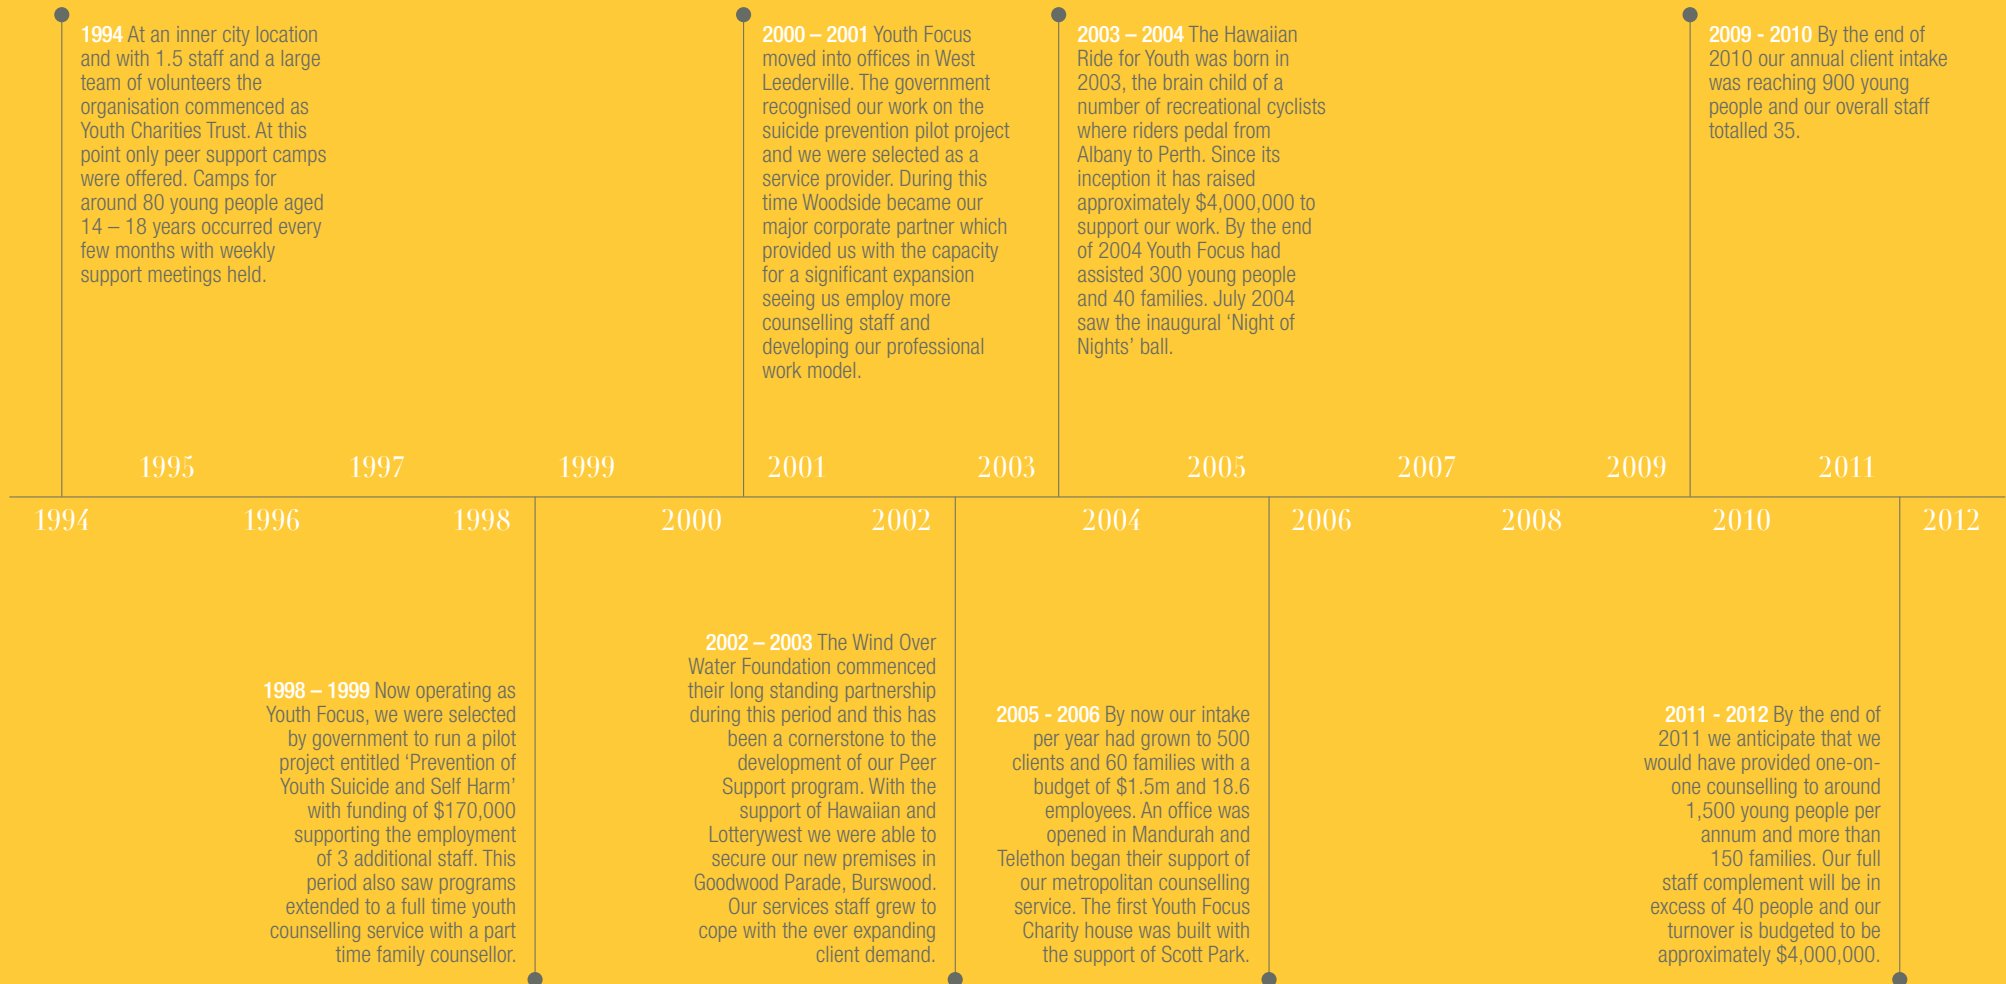 1994 At an inner city location
and with 1.5 staff and a large
team of volunteers the
organisation commenced as
Youth Charities Trust. At this
point only peer support camps
were offered. Camps for
around 80 young people aged
14 – 18 years occurred every
few months with weekly
support meetings held.
2000 – 2001 Youth Focus
moved into offices in West
Leederville. The government
recognised our work on the
suicide prevention pilot project
and we were selected as a
service provider. During this
time Woodside became our
major corporate partner which
provided us with the capacity
for a significant expansion
seeing us employ more
counselling staff and
developing our professional
work model.
2003 – 2004 The Hawaiian
Ride for Youth was born in
2003, the brain child of a
number of recreational cyclists
where riders pedal from
Albany to Perth. Since its
inception it has raised
approximately $4,000,000 to
support our work. By the end
of 2004 Youth Focus had
assisted 300 young people
and 40 families. July 2004
saw the inaugural ‘Night of
Nights’ ball.
2009 - 2010 By the end of
2010 our annual client intake
was reaching 900 young
people and our overall staff
totalled 35.
1995 1997 1999 2001 2003 2005 2007 2009 2011
1994 1996 1998 2000 2002 2004 2006 2008 2010 2012
1998 – 1999 Now operating as
Youth Focus, we were selected
by government to run a pilot
project entitled ‘Prevention of
Youth Suicide and Self Harm’
with funding of $170,000
supporting the employment
of 3 additional staff. This
period also saw programs
extended to a full time youth
counselling service with a part
time family counsellor.
2002 – 2003 The Wind Over
Water Foundation commenced
their long standing partnership
during this period and this has
been a cornerstone to the
development of our Peer
Support program. With the
support of Hawaiian and
Lotterywest we were able to
secure our new premises in
Goodwood Parade, Burswood.
Our services staff grew to
cope with the ever expanding
client demand.
2005 - 2006 By now our intake
per year had grown to 500
clients and 60 families with a
budget of $1.5m and 18.6
employees. An office was
opened in Mandurah and
Telethon began their support of
our metropolitan counselling
service. The first Youth Focus
Charity house was built with
the support of Scott Park.
2011 - 2012 By the end of
2011 we anticipate that we
would have provided one-on-
one counselling to around
1,500 young people per
annum and more than
150 families. Our full
staff complement will be in
excess of 40 people and our
turnover is budgeted to be
approximately $4,000,000.